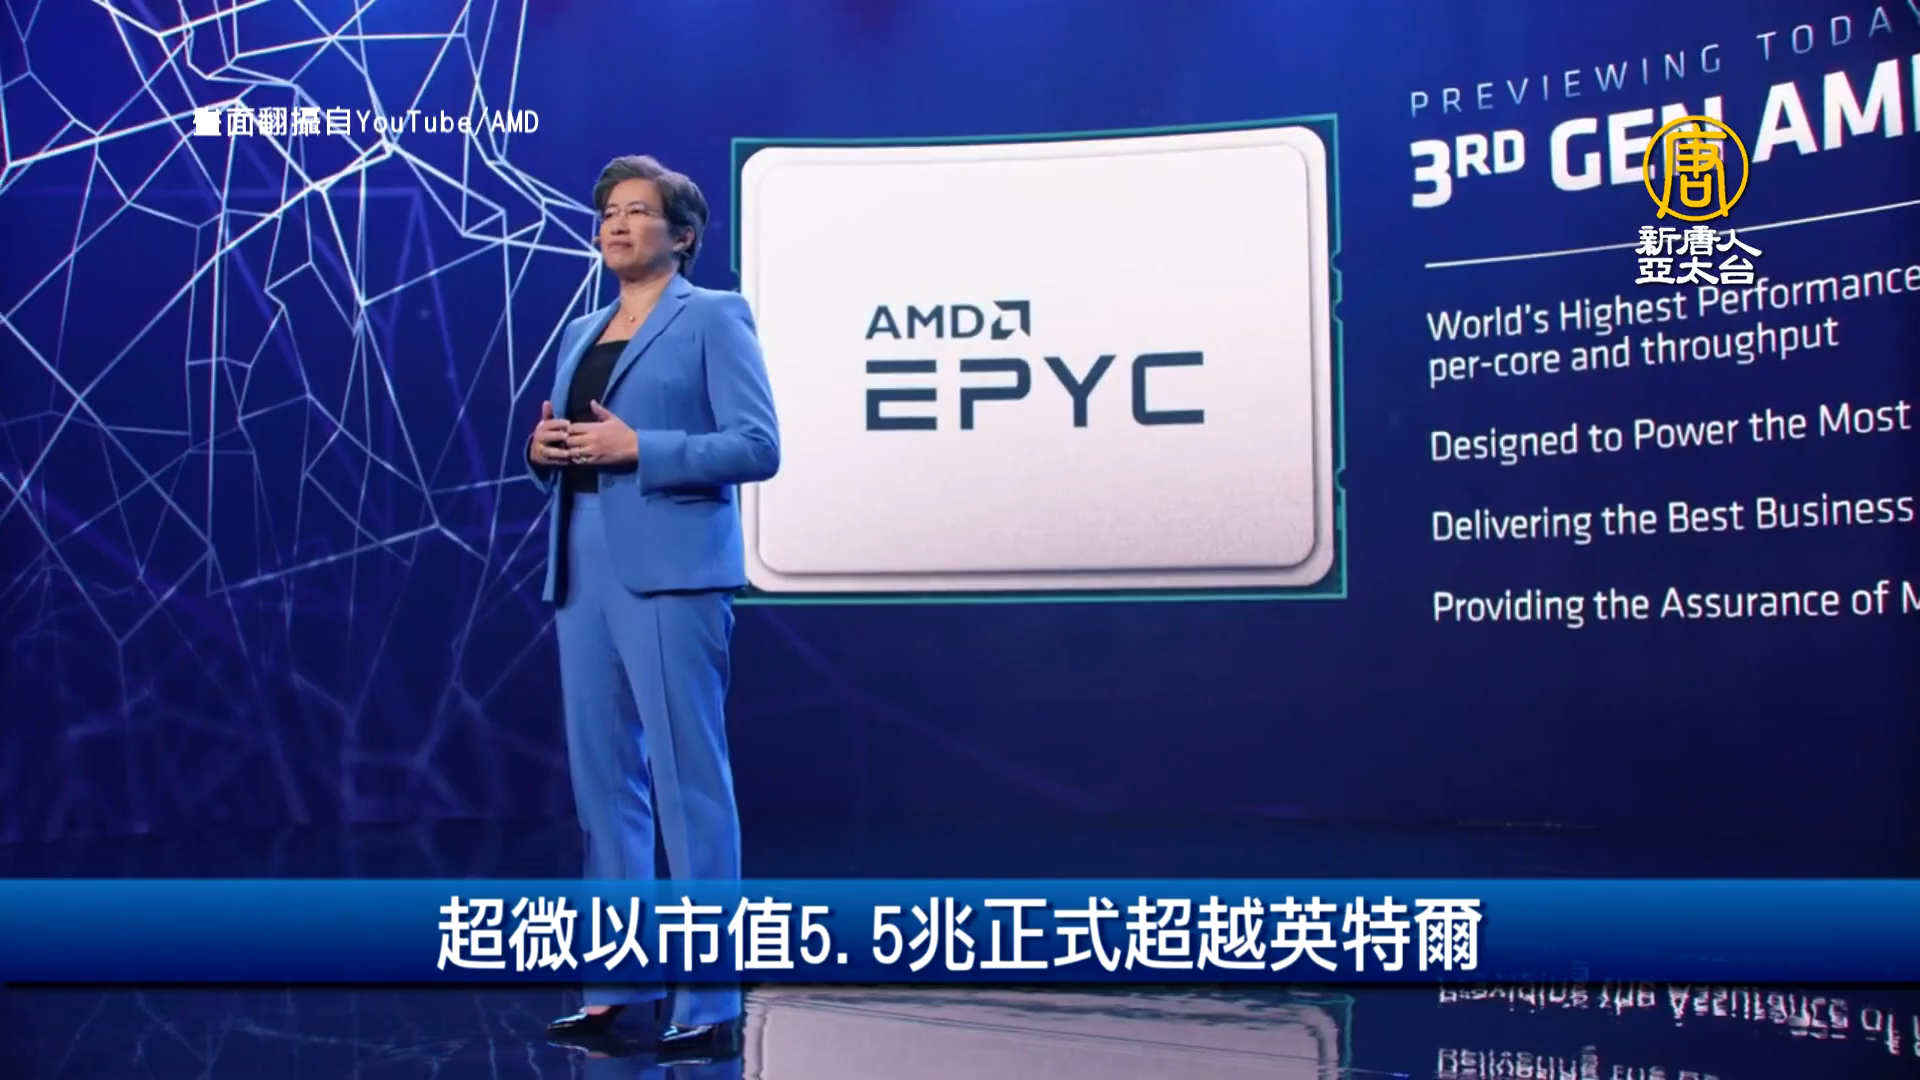 畫面翻攝自YouTube/AMD
PREVIEWING TODAY
3RD GEN AMD
唐
新唐人
亞太台
World's Highest Performance
per-core and throughput
Designed to Power the Most
Delivering the Best Business
Providing the Assurance of M
AMD
EPYC
超微以市值5.5兆正式超越英特爾